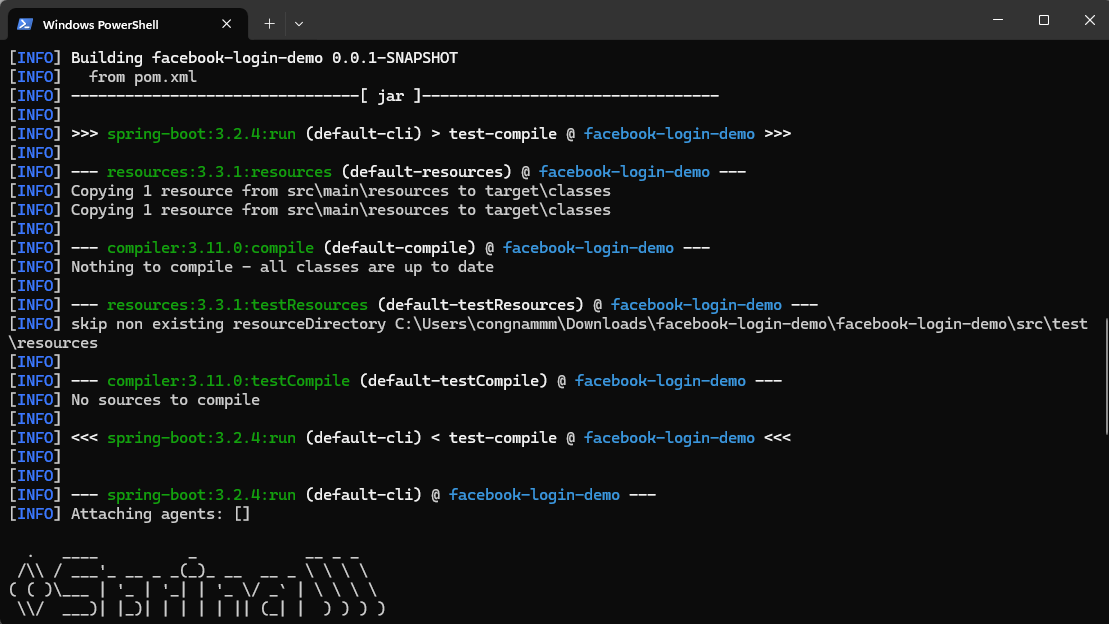 Windows PowerShell
[INFO] Building facebook-login-demo 0.0.1-SNAPSHOT
[INFO]   from pom.xml
[INFO] --------------------------------[ jar ]---------------------------------
[INFO]
[INFO] >>> spring-boot:3.2.4:run (default-cli) > test-compile @ facebook-login-demo >>>
[INFO]
[INFO] --- resources:3.3.1:resources (default-resources) @ facebook-login-demo ---
[INFO] Copying 1 resource from src\main\resources to target\classes
[INFO] Copying 1 resource from src\main\resources to target\classes
[INFO]
[INFO] --- compiler:3.11.0:compile (default-compile) @ facebook-login-demo ---
[INFO] Nothing to compile - all classes are up to date
[INFO]
[INFO] --- resources:3.3.1:testResources (default-testResources) @ facebook-login-demo ---
[INFO] skip non existing resourceDirectory C:\Users\congnammm\Downloads\facebook-login-demo\facebook-login-demo\src\test
\resources
[INFO]
[INFO] --- compiler:3.11.0:testCompile (default-testCompile) @ facebook-login-demo ---
[INFO] No sources to compile
[INFO]
[INFO] <<< spring-boot:3.2.4:run (default-cli) < test-compile @ facebook-login-demo <<<
[INFO]
[INFO]
[INFO] --- spring-boot:3.2.4:run (default-cli) @ facebook-login-demo ---
[INFO] Attaching agents: []
  .   ____          _            __ _ _
 /\\ / ___'_ __ _ _(_)_ __  __ _ \ \ \ \
( ( )\___ | '_ | '_| | '_ \/ _` | \ \ \ \
 \\/  ___)| |_)| | | | | || (_| |  ) ) ) )